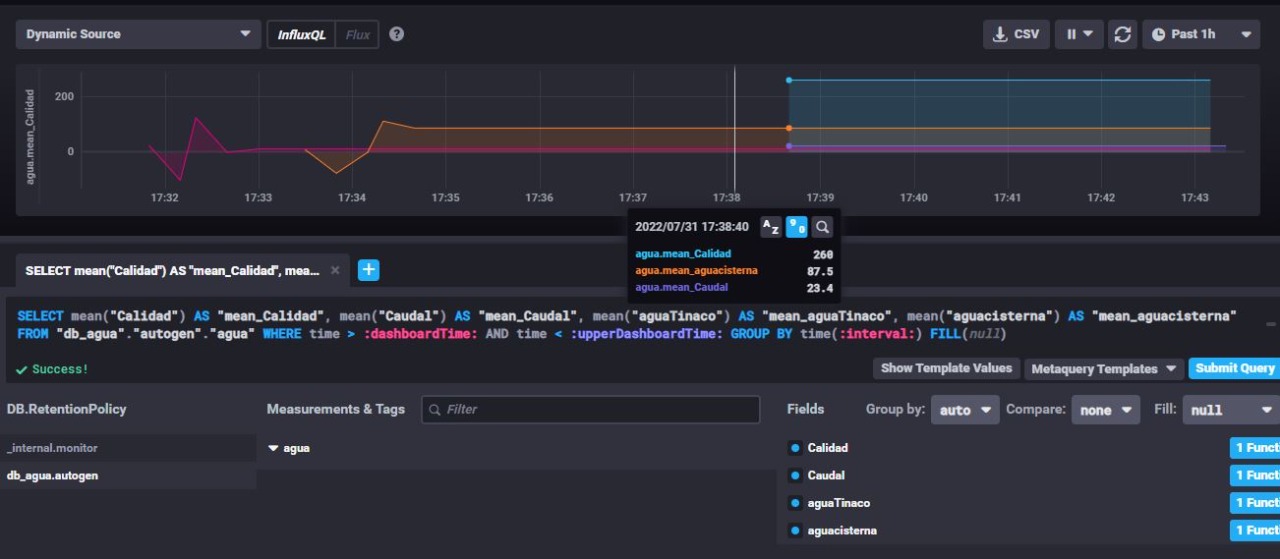 Dynamic Source InfluxQL Flux ? CSV Past 1h
agua.mean_Calidad
200
0
17:32 17:33 17:34 17:35 17:36 17:37 17:38 17:39 17:40 17:41 17:42 17:43
2022/07/31 17:38:40 AZ 90
agua.mean_Calidad 260
agua.mean_aguacisterna 87.5
agua.mean_Caudal 23.4
SELECT mean("Calidad") AS "mean_Calidad", mea... × +
SELECT mean("Calidad") AS "mean_Calidad", mean("Caudal") AS "mean_Caudal", mean("aguaTinaco") AS "mean_aguaTinaco", mean("aguacisterna") AS "mean_aguacisterna"
FROM "db_agua"."autogen"."agua" WHERE time > :dashboardTime: AND time < :upperDashboardTime: GROUP BY time(:interval:) FILL(null)
Success!
Show Template Values Metaquery Templates Submit Query
DB.RetentionPolicy Measurements & Tags Filter Fields Group by: auto Compare: none Fill: null
_internal.monitor agua Calidad 1 Functi
db_agua.autogen Caudal 1 Functi
aguaTinaco 1 Functi
aguacisterna 1 Functi